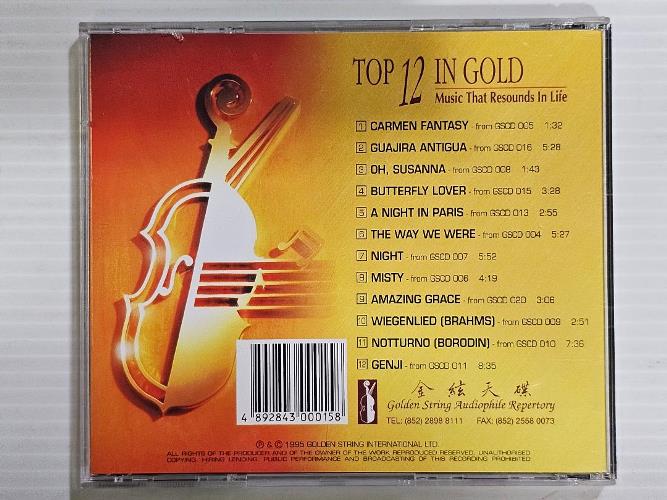 TOP 12 IN GOLD
Music That Resounds In Life
1 CARMEN FANTASY - from GSCD 005 1:32
2 GUAJIRA ANTIGUA - from GSCD 016 5:28
3 OH, SUSANNA - from GSCD 008 1:43
4 BUTTERFLY LOVER - from GSCD 015 3:28
5 A NIGHT IN PARIS - from GSCD 013 2:55
6 THE WAY WE WERE - from GSCD 004 5:27
7 NIGHT - from GSCD 007 5:52
8 MISTY - from GSCD 006 4:19
9 AMAZING GRACE - from GSCD 020 3:06
10 WIEGENLIED (BRAHMS) - from GSCD 009 2:51
11 NOTTURNO (BORODIN) - from GSCD 010 7:36
12 GENJI - from GSCD 011 8:35
金絃天碟
Golden String Audiophile Repertory
TEL: (852) 2898 8111 FAX: (852) 2556 0073
4 892843 000158
℗ & © 1995 GOLDEN STRING INTERNATIONAL LTD.
ALL RIGHTS OF THE PRODUCER AND OF THE OWNER OF THE WORK REPRODUCED RESERVED. UNAUTHORISED
COPYING, HIRING LENDING, PUBLIC PERFORMANCE AND BROADCASTING OF THIS RECORDING PROHIBITED